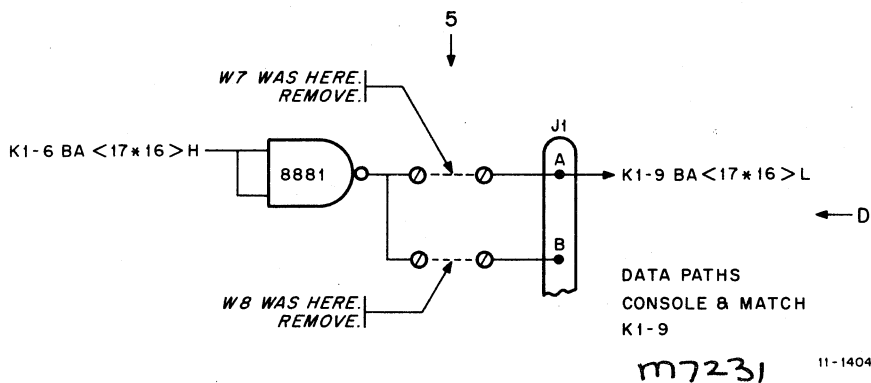 5
W7 WAS HERE.
REMOVE.
J1
K1-6 BA <17*16>H
8881
A
K1-9 BA<17*16>L
D
B
W8 WAS HERE.
REMOVE.
DATA PATHS
CONSOLE & MATCH
K1-9
M7231
11-1404